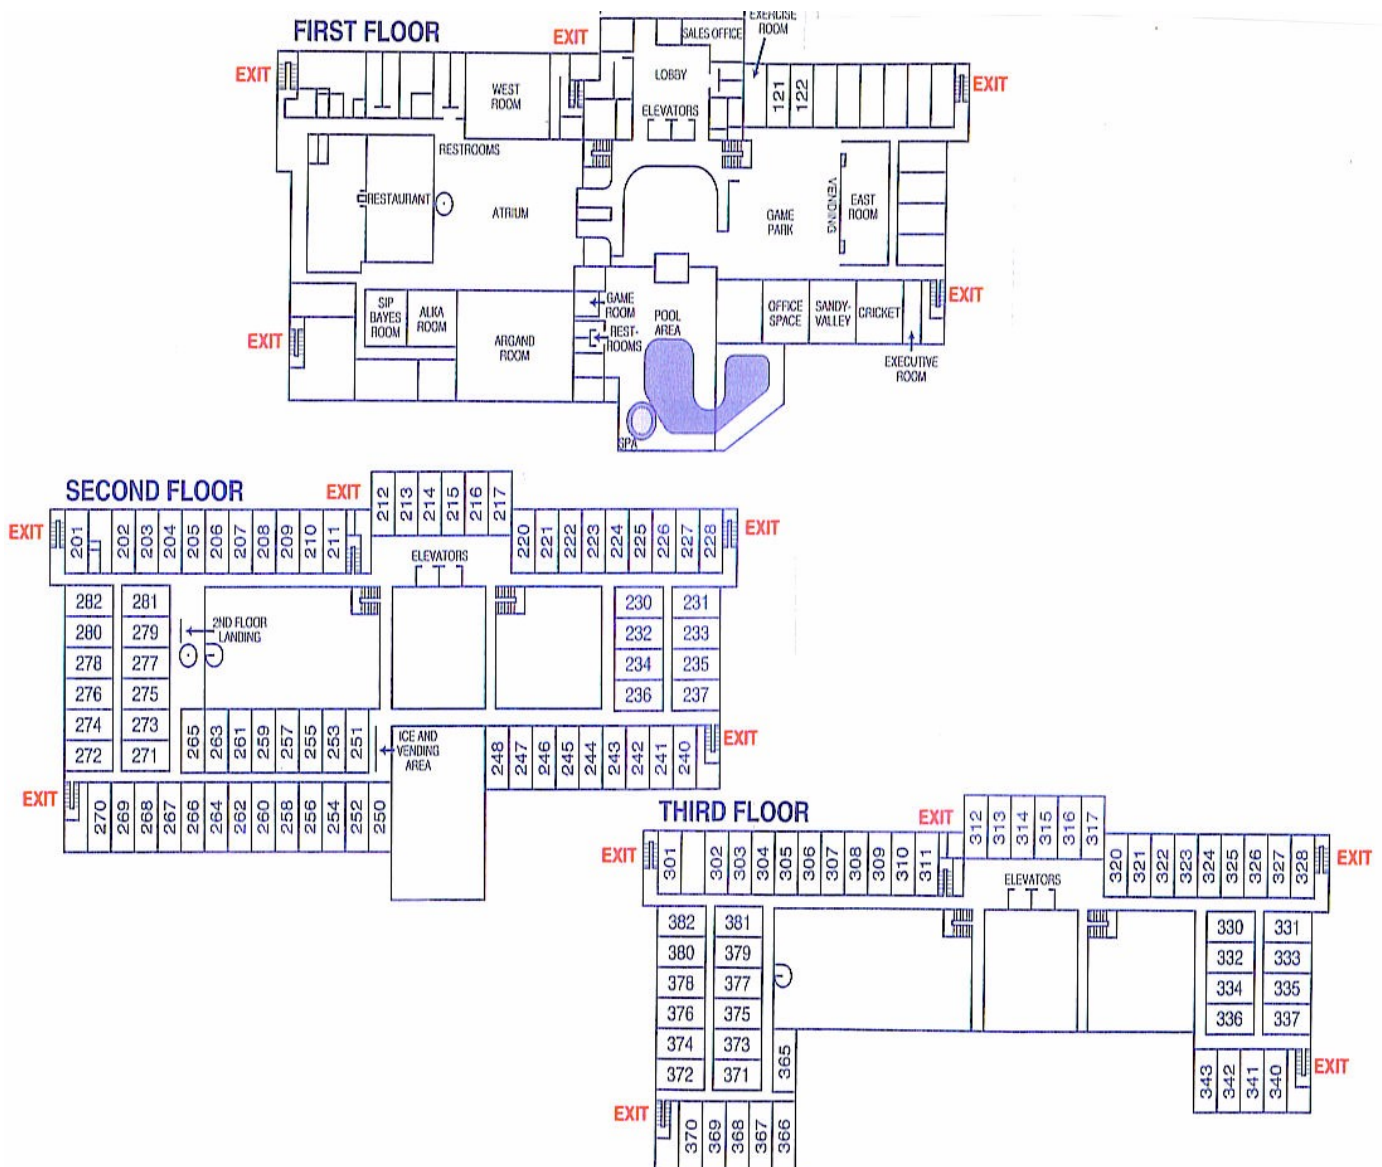 FIRST FLOOR
EXIT
EXERCISE
ROOM
SALES OFFICE
EXIT
LOBBY
EXIT
WEST
ROOM
ELEVATORS
121
122
RESTROOMS
RESTAURANT
ATRIUM
GAME
PARK
VENDING
EAST
ROOM
SIP
BAYES
ROOM
ALKA
ROOM
ARGAND
ROOM
GAME
ROOM
REST-
ROOMS
POOL
AREA
OFFICE
SPACE
SANDY-
VALLEY
CRICKET
EXIT
EXIT
EXECUTIVE
ROOM
SPA
SECOND FLOOR
EXIT
212
213
214
215
216
217
EXIT
201
202
203
204
205
206
207
208
209
210
211
ELEVATORS
220
221
222
223
224
225
226
227
228
EXIT
282
281
280
279
278
277
276
275
274
273
272
271
2ND FLOOR
LANDING
230
231
232
233
234
235
236
237
265
263
261
259
257
255
253
251
ICE AND
VENDING
AREA
248
247
246
245
244
243
242
241
240
EXIT
EXIT
270
269
268
267
266
264
262
260
258
256
254
252
250
THIRD FLOOR
EXIT
312
313
314
315
316
317
EXIT
301
302
303
304
305
306
307
308
309
310
311
ELEVATORS
320
321
322
323
324
325
326
327
328
EXIT
382
381
380
379
378
377
376
375
374
373
372
371
365
330
331
332
333
334
335
336
337
343
342
341
340
EXIT
EXIT
370
369
368
367
366